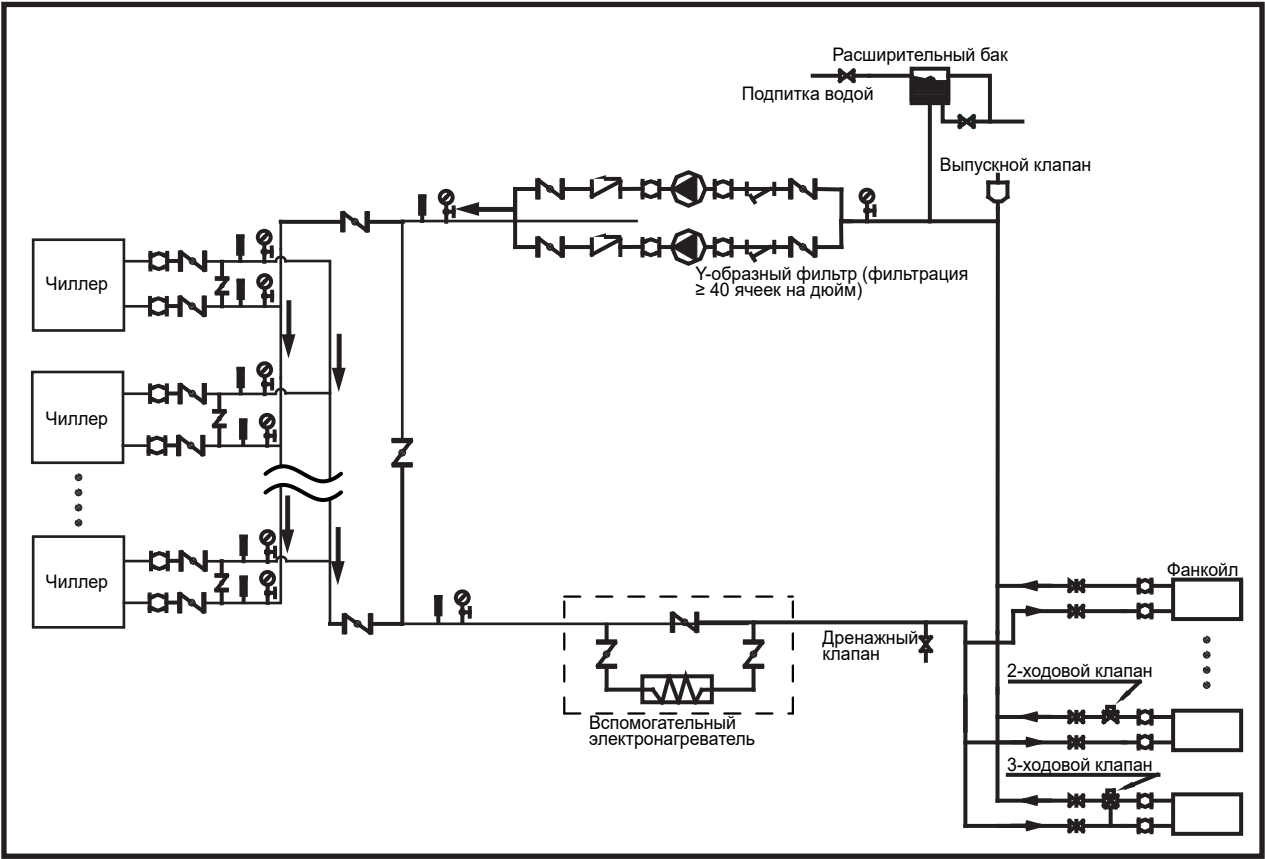 Расширительный бак
Подпитка водой
Выпускной клапан
Y-образный фильтр (фильтрация
≥ 40 ячеек на дюйм)
Чиллер
Чиллер
Чиллер
Фанкойл
Дренажный
клапан
2-ходовой клапан
Вспомогательный
электронагреватель
3-ходовой клапан